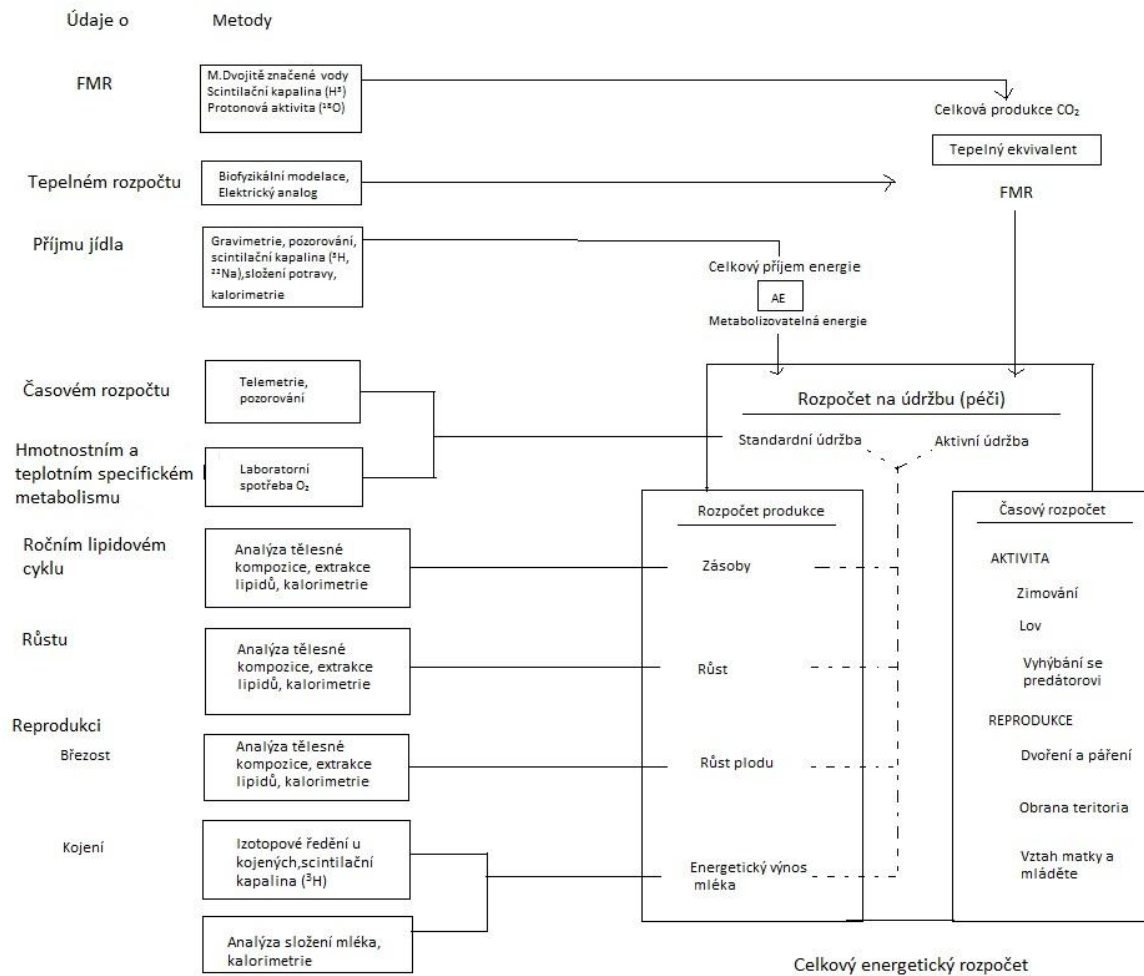 Údaje o
Metody
FMR
M.Dvojitě značené vody
Scintilační kapalina (H³)
Protonová aktivita (¹⁸O)
Celková produkce CO₂
Tepelný ekvivalent
FMR
Tepelném rozpočtu
Biofyzikální modelace,
Elektrický analog
Příjmu jídla
Gravimetrie, pozorování,
scintilační kapalina (³H,
²²Na),složení potravy,
kalorimetrie
Celkový příjem energie
AE
Metabolizovatelná energie
Časovém rozpočtu
Telemetrie,
pozorování
Rozpočet na údržbu (péči)
Standardní údržba
Aktivní údržba
Hmotnostním a
teplotním specifickém
metabolismu
Laboratorní
spotřeba O₂
Rozpočet produkce
Časový rozpočet
Ročním lipidovém
cyklu
Analýza tělesné
kompozice, extrakce
lipidů, kalorimetrie
Zásoby
AKTIVITA
Zimování
Lov
Vyhýbání se
predátorovi
Růstu
Analýza tělesné
kompozice, extrakce
lipidů, kalorimetrie
Růst
Reprodukci
Březost
Analýza tělesné
kompozice, extrakce
lipidů, kalorimetrie
Růst plodu
REPRODUKCE
Dvoření a páření
Obrana teritoria
Vztah matky a
mláděte
Kojení
Izotopové ředění u
kojených,scintilační
kapalina (³H)
Energetický výnos
mléka
Analýza složení mléka,
kalorimetrie
Celkový energetický rozpočet